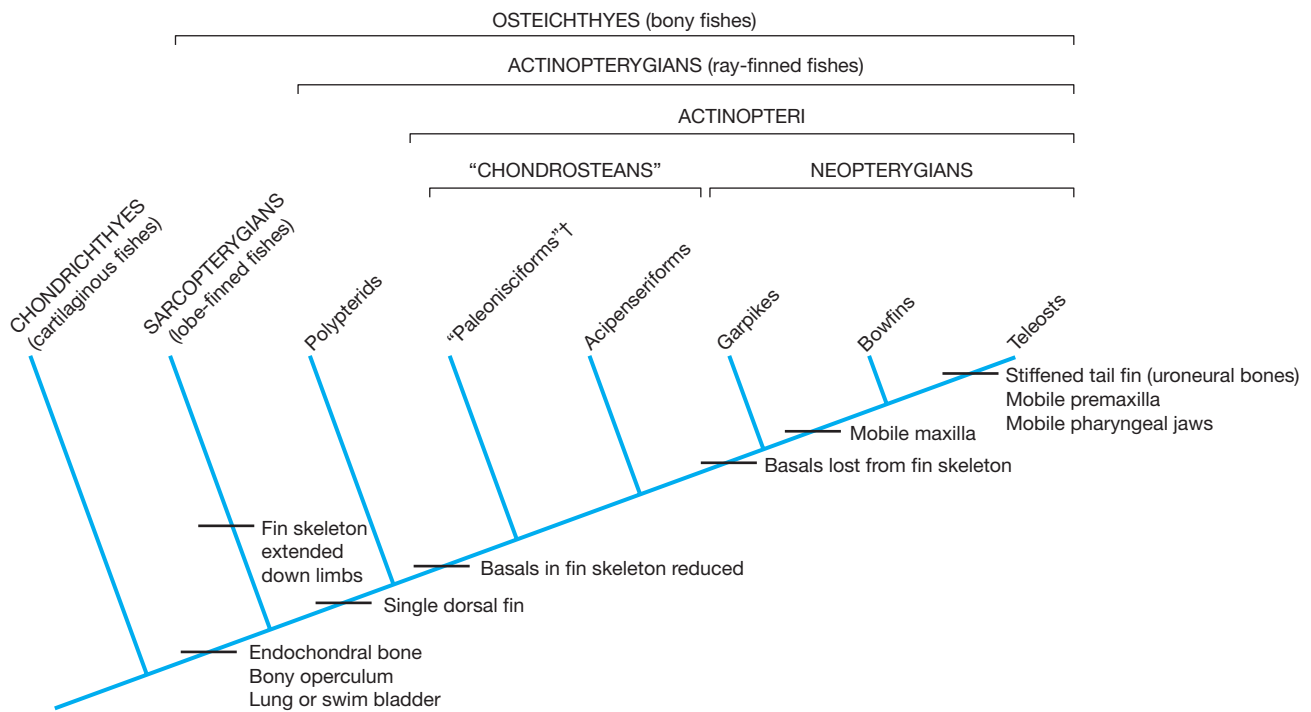 OSTEICHTHYES (bony fishes)
ACTINOPTERYGIANS (ray-finned fishes)
ACTINOPTERI
“CHONDROSTEANS”
NEOPTERYGIANS
CHONDRICHTHYES
(cartilaginous fishes)
SARCOPTERYGIANS
(lobe-finned fishes)
Polypterids
“Paleonisciforms”†
Acipenseriforms
Garpikes
Bowfins
Teleosts
Stiffened tail fin (uroneural bones)
Mobile premaxilla
Mobile pharyngeal jaws
Mobile maxilla
Basals lost from fin skeleton
Fin skeleton
extended
down limbs
Basals in fin skeleton reduced
Single dorsal fin
Endochondral bone
Bony operculum
Lung or swim bladder